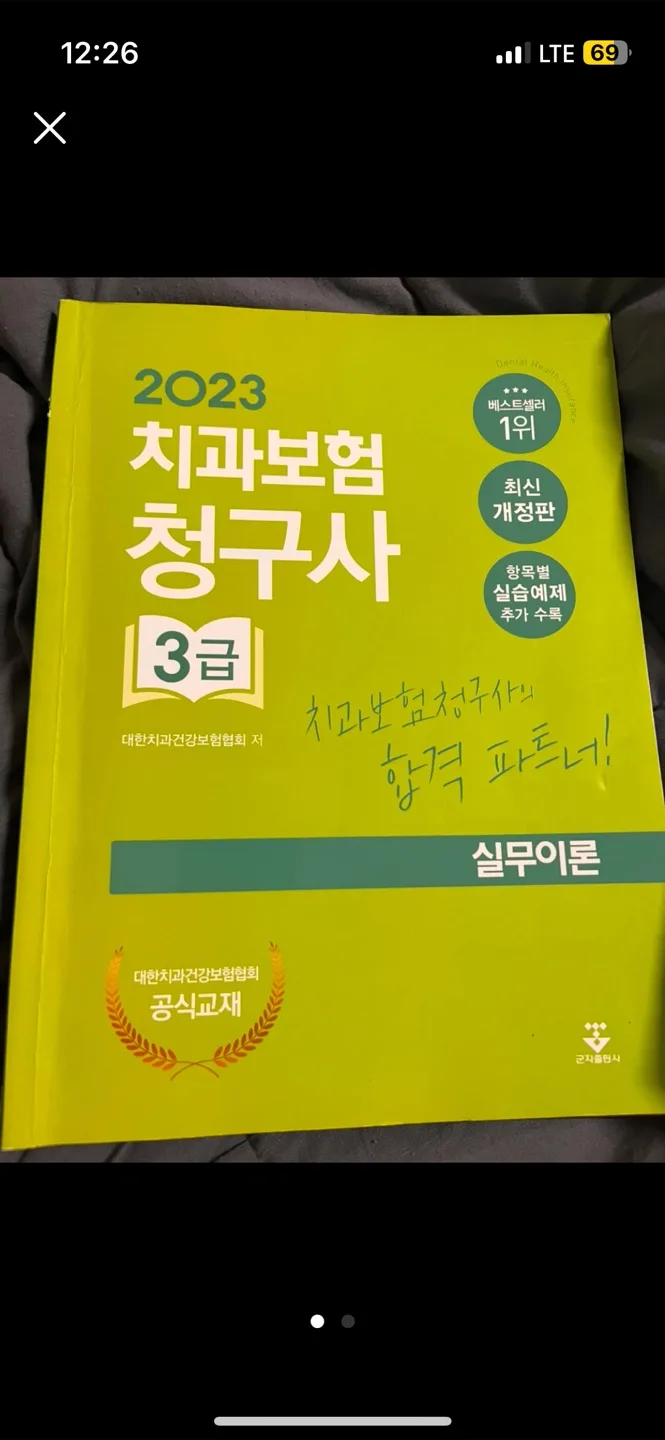 12:26
LTE 69
2023
치과보험
청구사
3급
대한치과건강보험협회 저
Dental Health Insurance
베스트셀러
1위
최신
개정판
항목별
실습예제
추가 수록
치과보험청구사의
합격 파트너!
실무이론
대한치과건강보험협회
공식교재
군자출판사